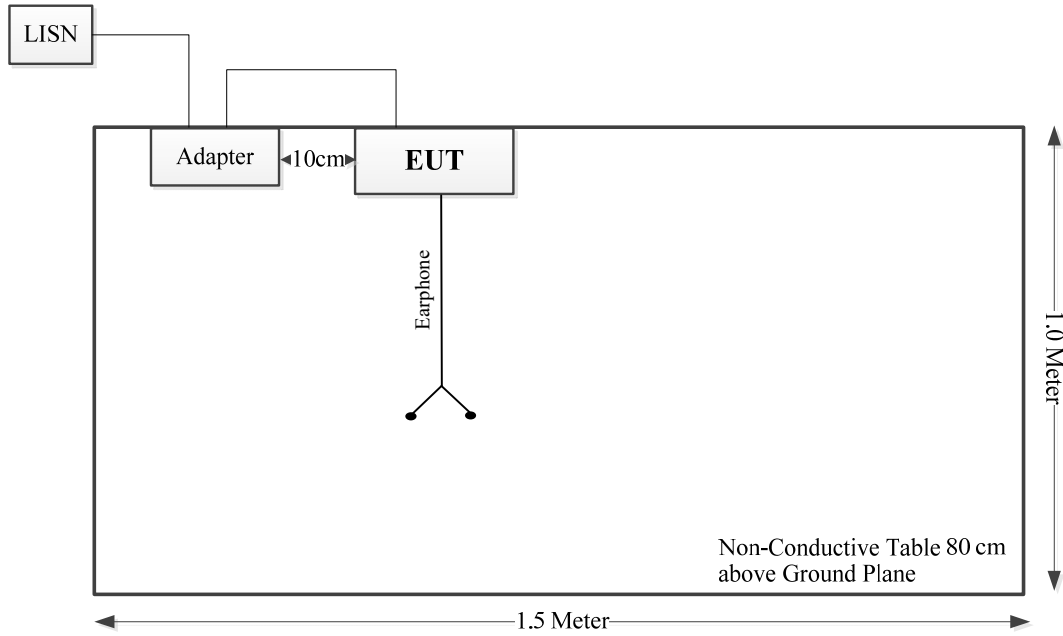 LISN
Adapter
10cm
EUT
Earphone
1.0 Meter
Non-Conductive Table 80 cm
above Ground Plane
1.5 Meter